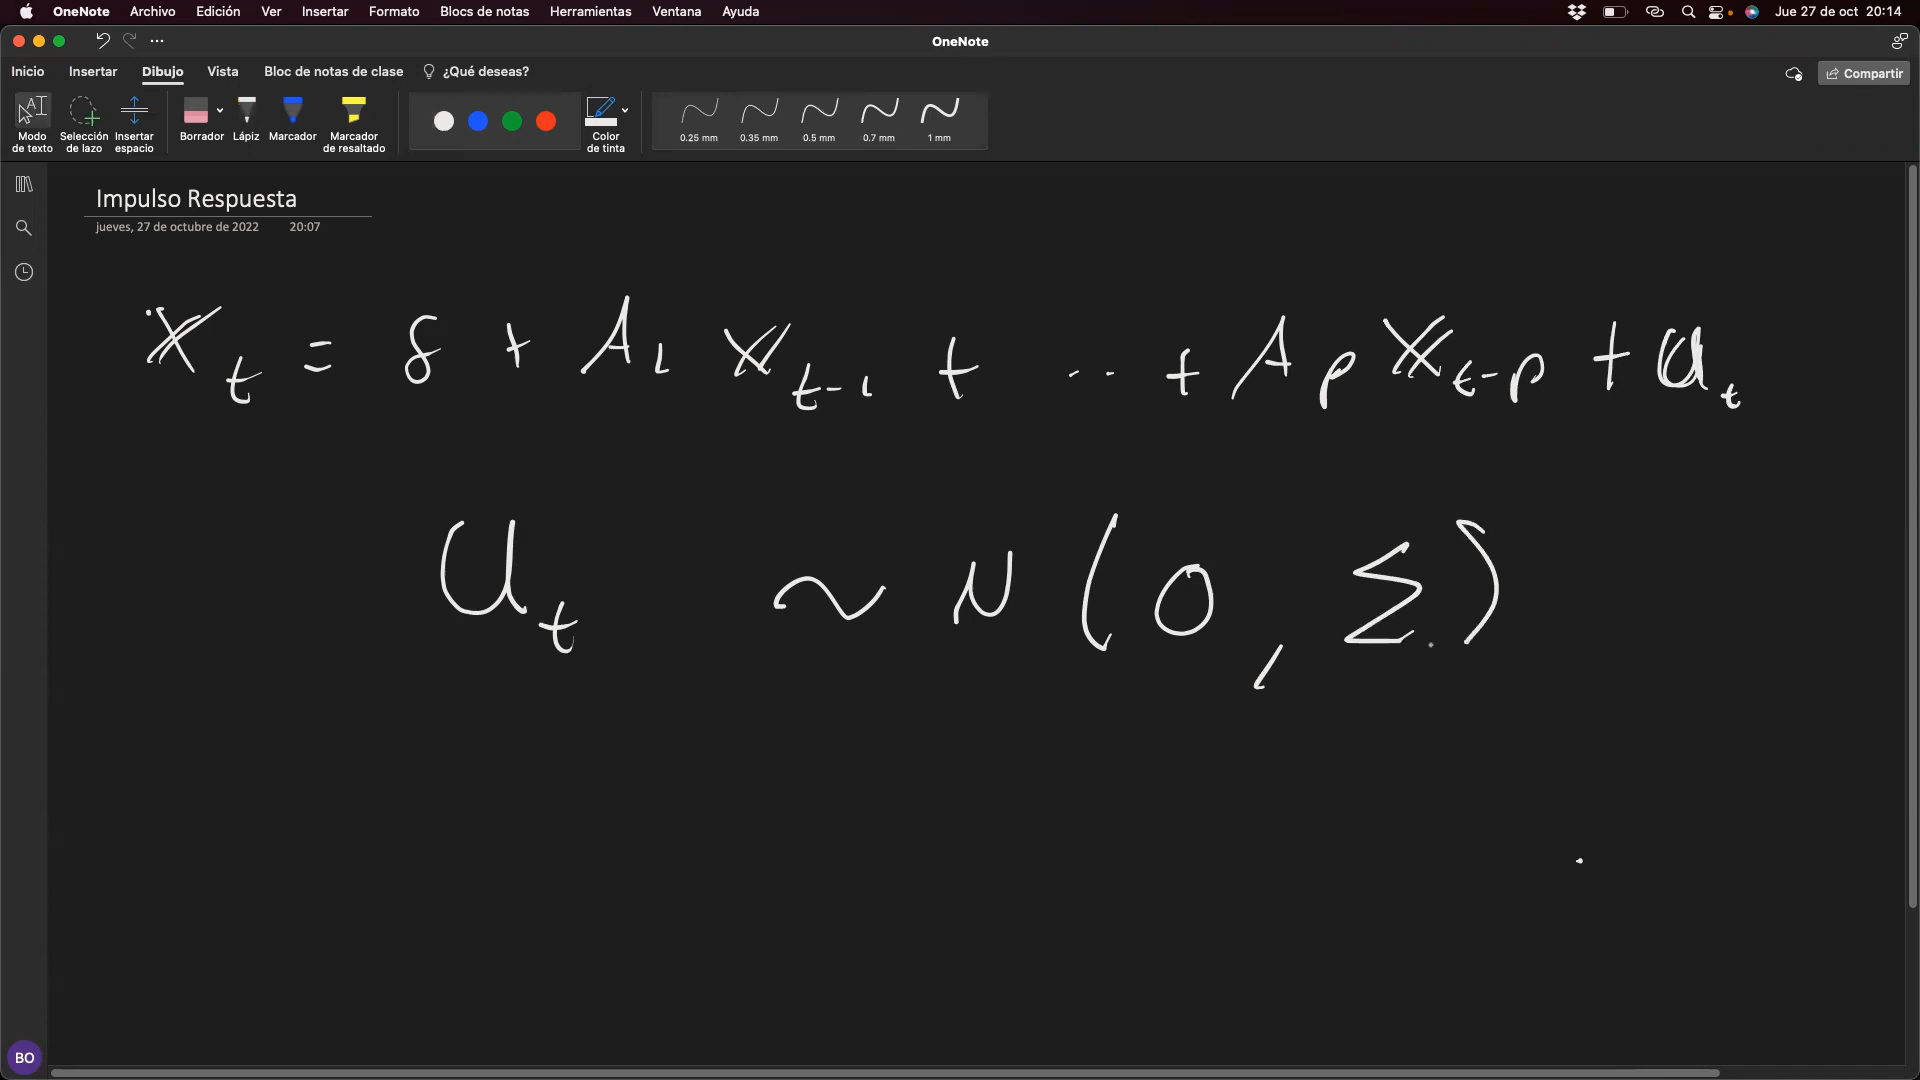 OneNote Archivo Edición Ver Insertar Formato Blocs de notas Herramientas Ventana Ayuda Jue 27 de oct 20:14
OneNote
Inicio Insertar Dibujo Vista Bloc de notas de clase ¿Qué deseas? Compartir
Modo de texto
Selección de lazo
Insertar espacio
Borrador
Lápiz
Marcador
Marcador de resaltado
Color de tinta
0.25 mm 0.35 mm 0.5 mm 0.7 mm 1 mm
Impulso Respuesta
jueves, 27 de octubre de 2022 20:07
X_t = δ + A_1 X_{t-1} + ... + A_p X_{t-p} + U_t
U_t ~ N(0, Σ)
BO